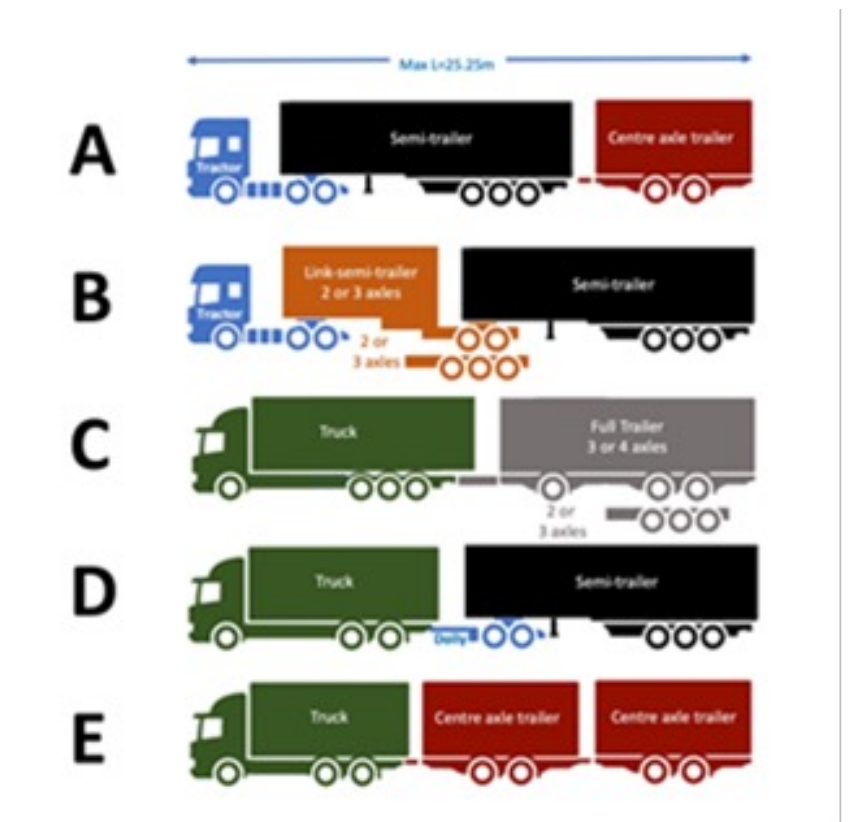 Max L=25.25m
A
Tractor
Semi-trailer
Centre axle trailer
B
Tractor
Link-semi-trailer
2 or 3 axles
Semi-trailer
2 or
3 axles
C
Truck
Full Trailer
3 or 4 axles
2 or
3 axles
D
Truck
Dolly
Semi-trailer
E
Truck
Centre axle trailer
Centre axle trailer